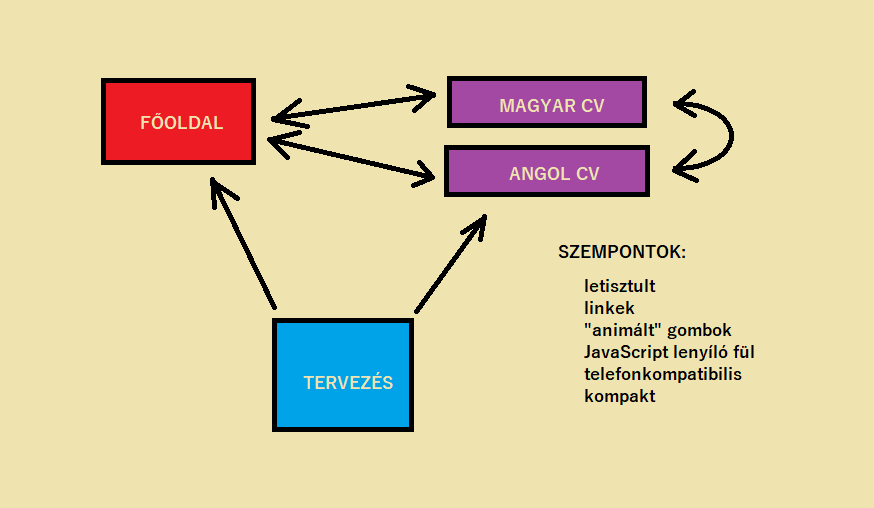 FŐOLDAL
MAGYAR CV
ANGOL CV
SZEMPONTOK:
letisztult
linkek
"animált" gombok
JavaScript lenyíló fül
telefonkompatibilis
kompakt
TERVEZÉS